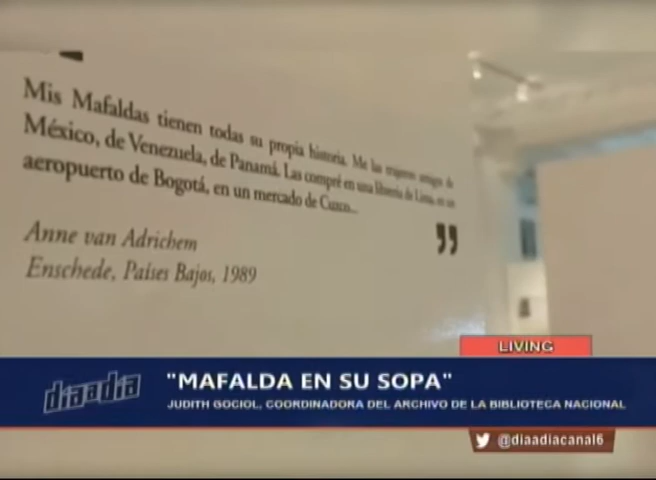 Mis Mafaldas tienen todas su propia historia. Me las trajeron amigos de
México, de Venezuela, de Panamá. Las compré en una librería de Lima, en un
aeropuerto de Bogotá, en un mercado de Cuzco...
”
Anne van Adrichem
Enschede, Países Bajos, 1989
LIVING
díaadía
"MAFALDA EN SU SOPA"
JUDITH GOCIOL, COORDINADORA DEL ARCHIVO DE LA BIBLIOTECA NACIONAL
@diaadiacanal6